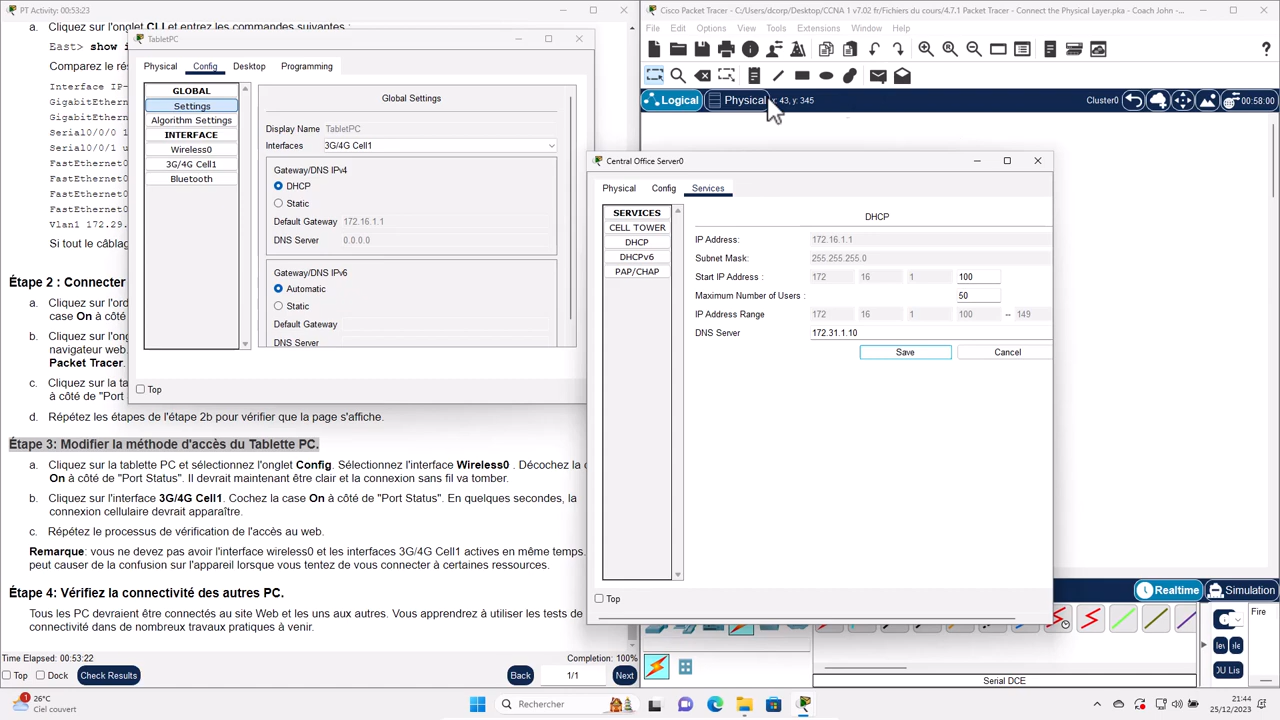 PT Activity: 00:53:23
a. Cliquez sur l'onglet CLI et entrez les commandes suivantes :
East> show i
Comparez le rés
Interface IP-
GigabitEtherne
GigabitEtherne
Serial0/0/0 1
Serial0/0/1 u
FastEthernet0
FastEthernet0
FastEthernet0
FastEthernet0
Vlan1 172.29.
Si tout le câblag
Étape 2 : Connecter
a. Cliquez sur l'ord
case On à côté
b. Cliquez sur l'ong
navigateur web.
Packet Tracer.
c. Cliquez sur la ta
à côté de "Port
d. Répétez les étapes de l'étape 2b pour vérifier que la page s'affiche.
Étape 3: Modifier la méthode d'accès du Tablette PC.
a. Cliquez sur la tablette PC et sélectionnez l'onglet Config. Sélectionnez l'interface Wireless0 . Décochez la c
On à côté de "Port Status". Il devrait maintenant être clair et la connexion sans fil va tomber.
b. Cliquez sur l'interface 3G/4G Cell1. Cochez la case On à côté de "Port Status". En quelques secondes, la
connexion cellulaire devrait apparaître.
c. Répétez le processus de vérification de l'accès au web.
Remarque: vous ne devez pas avoir l'interface wireless0 et les interfaces 3G/4G Cell1 actives en même temps.
peut causer de la confusion sur l'appareil lorsque vous tentez de vous connecter à certaines ressources.
Étape 4: Vérifiez la connectivité des autres PC.
Tous les PC devraient être connectés au site Web et les uns aux autres. Vous apprendrez à utiliser les tests de
connectivité dans de nombreux travaux pratiques à venir.
Time Elapsed: 00:53:22 Completion: 100%
Top Dock Check Results Back 1/1 Next
TabletPC
Physical Config Desktop Programming
GLOBAL
Settings
Algorithm Settings
INTERFACE
Wireless0
3G/4G Cell1
Bluetooth
Global Settings
Display Name TabletPC
Interfaces 3G/4G Cell1
Gateway/DNS IPv4
DHCP
Static
Default Gateway 172.16.1.1
DNS Server 0.0.0.0
Gateway/DNS IPv6
Automatic
Static
Default Gateway
DNS Server
Top
Cisco Packet Tracer - C:/Users/dcorp/Desktop/CCNA 1 v7.02 fr/Fichiers du cours/4.7.1 Packet Tracer - Connect the Physical Layer.pka - Coach John
File Edit Options View Tools Extensions Window Help
Logical Physical x: 43, y: 345 Cluster0 00:58:00
Central Office Server0
Physical Config Services
SERVICES
CELL TOWER
DHCP
DHCPv6
PAP/CHAP
DHCP
IP Address: 172.16.1.1
Subnet Mask: 255.255.255.0
Start IP Address : 172 16 1 100
Maximum Number of Users : 50
IP Address Range 172 16 1 100 -- 149
DNS Server 172.31.1.10
Save Cancel
Top
Realtime Simulation
Fire
Serial DCE
26°C
Ciel couvert
Rechercher
21:44
25/12/2023